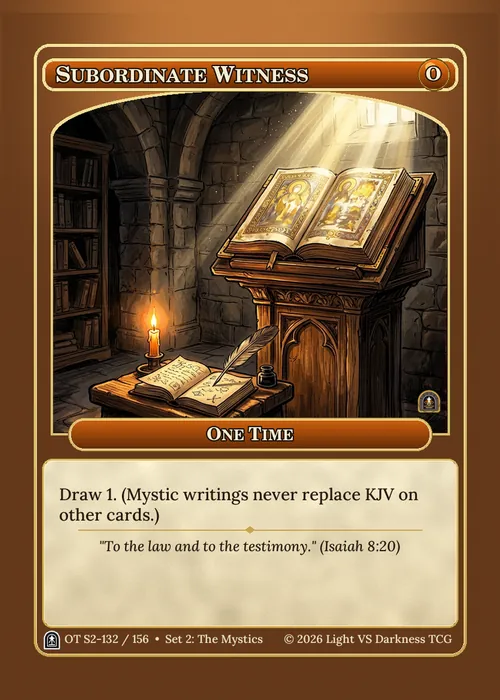 Subordinate Witness
0
One Time
Draw 1. (Mystic writings never replace KJV on
other cards.)
"To the law and to the testimony." (Isaiah 8:20)
OT S2-132 / 156 • Set 2: The Mystics © 2026 Light VS Darkness TCG